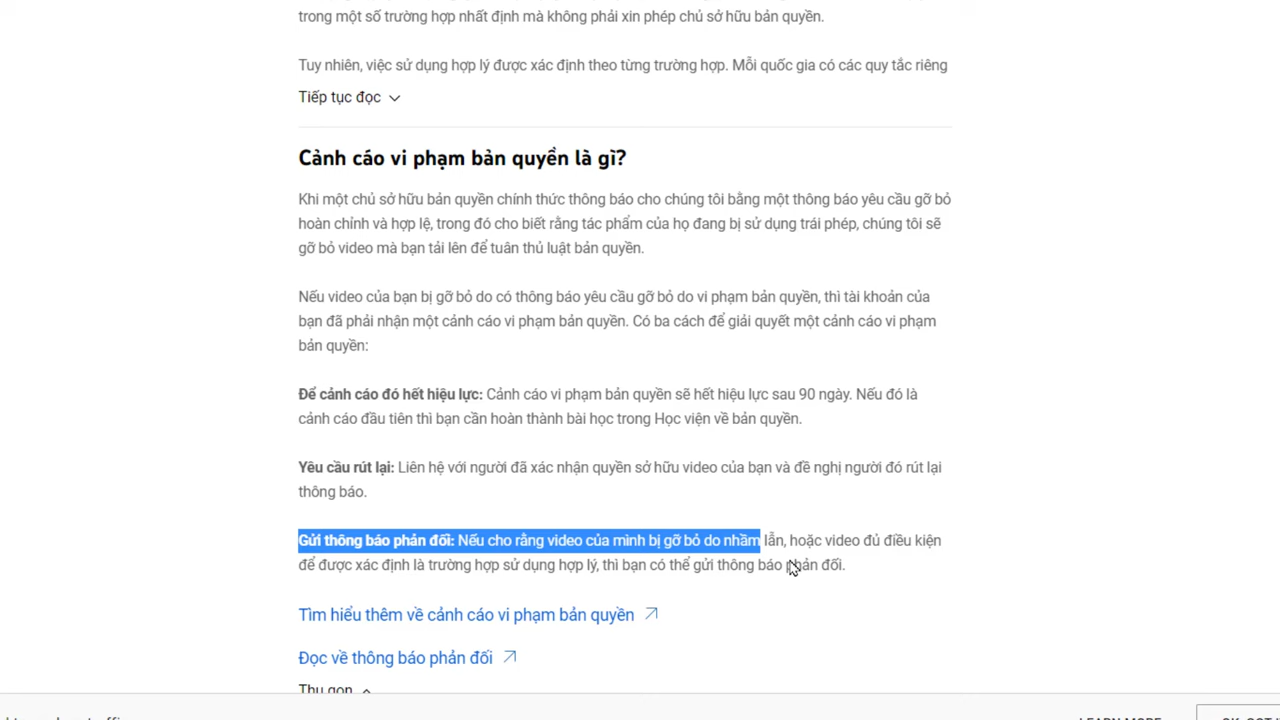 trong một số trường hợp nhất định mà không phải xin phép chủ sở hữu bản quyền.
Tuy nhiên, việc sử dụng hợp lý được xác định theo từng trường hợp. Mỗi quốc gia có các quy tắc riêng
Tiếp tục đọc
Cảnh cáo vi phạm bản quyền là gì?
Khi một chủ sở hữu bản quyền chính thức thông báo cho chúng tôi bằng một thông báo yêu cầu gỡ bỏ
hoàn chỉnh và hợp lệ, trong đó cho biết rằng tác phẩm của họ đang bị sử dụng trái phép, chúng tôi sẽ
gỡ bỏ video mà bạn tải lên để tuân thủ luật bản quyền.
Nếu video của bạn bị gỡ bỏ do có thông báo yêu cầu gỡ bỏ do vi phạm bản quyền, thì tài khoản của
bạn đã phải nhận một cảnh cáo vi phạm bản quyền. Có ba cách để giải quyết một cảnh cáo vi phạm
bản quyền:
Để cảnh cáo đó hết hiệu lực: Cảnh cáo vi phạm bản quyền sẽ hết hiệu lực sau 90 ngày. Nếu đó là
cảnh cáo đầu tiên thì bạn cần hoàn thành bài học trong Học viện về bản quyền.
Yêu cầu rút lại: Liên hệ với người đã xác nhận quyền sở hữu video của bạn và đề nghị người đó rút lại
thông báo.
Gửi thông báo phản đối: Nếu cho rằng video của mình bị gỡ bỏ do nhầm lẫn, hoặc video đủ điều kiện
để được xác định là trường hợp sử dụng hợp lý, thì bạn có thể gửi thông báo phản đối.
Tìm hiểu thêm về cảnh cáo vi phạm bản quyền
Đọc về thông báo phản đối
Thu gọn
LEARN MORE